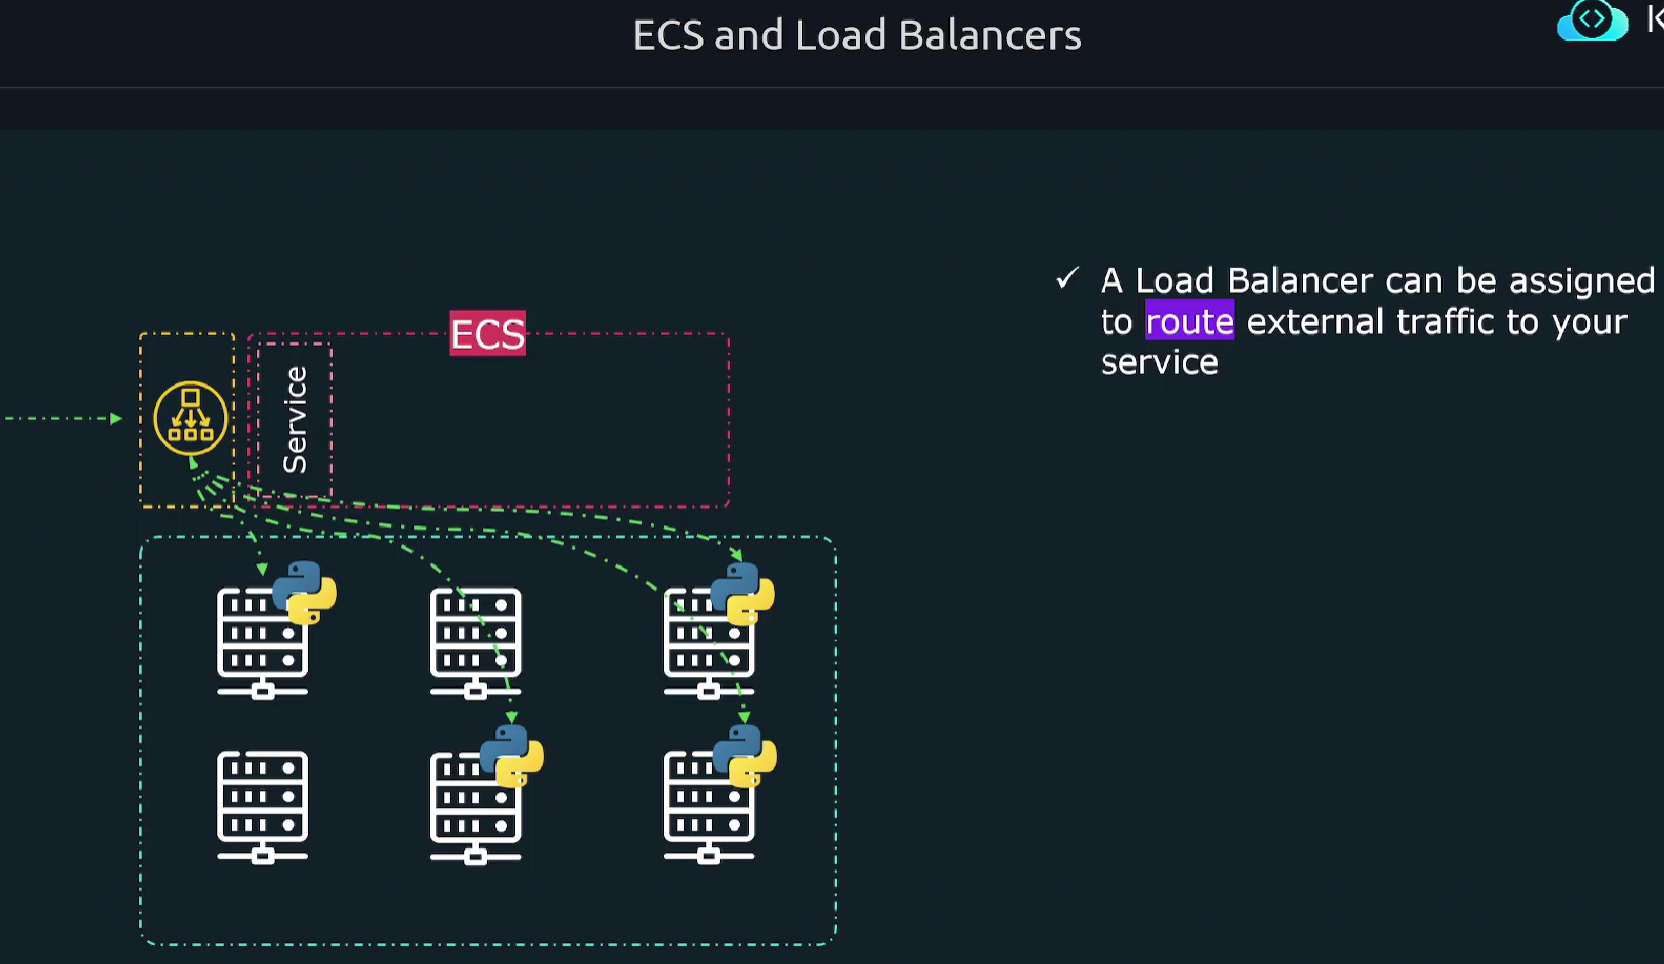 ECS and Load Balancers
K
ECS
Service
✓ A Load Balancer can be assigned
to route external traffic to your
service